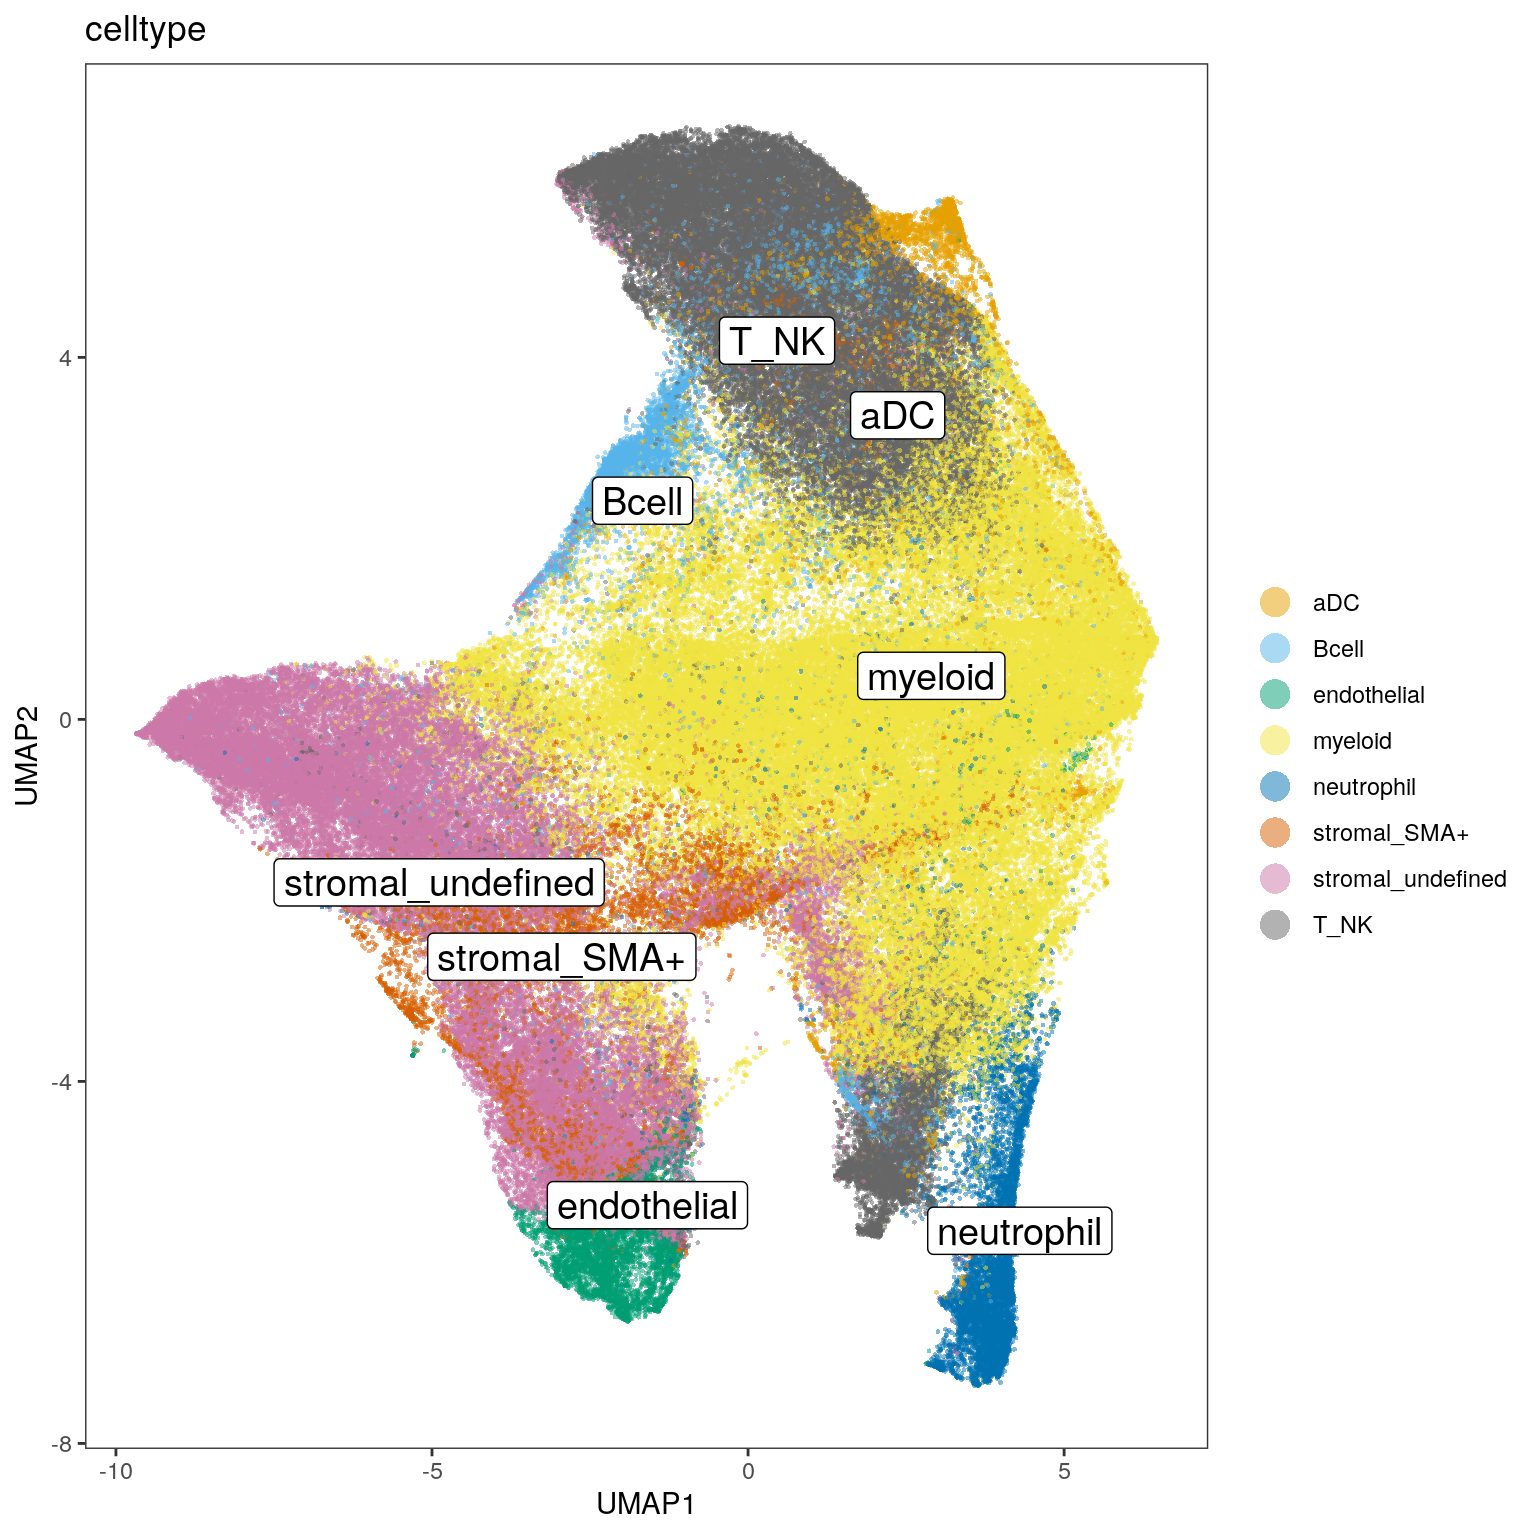 celltype
T_NK
aDC
Bcell
myeloid
stromal_undefined
stromal_SMA+
endothelial
neutrophil
4
0
-4
-8
UMAP2
-10
-5
0
5
UMAP1
aDC
Bcell
endothelial
myeloid
neutrophil
stromal_SMA+
stromal_undefined
T_NK